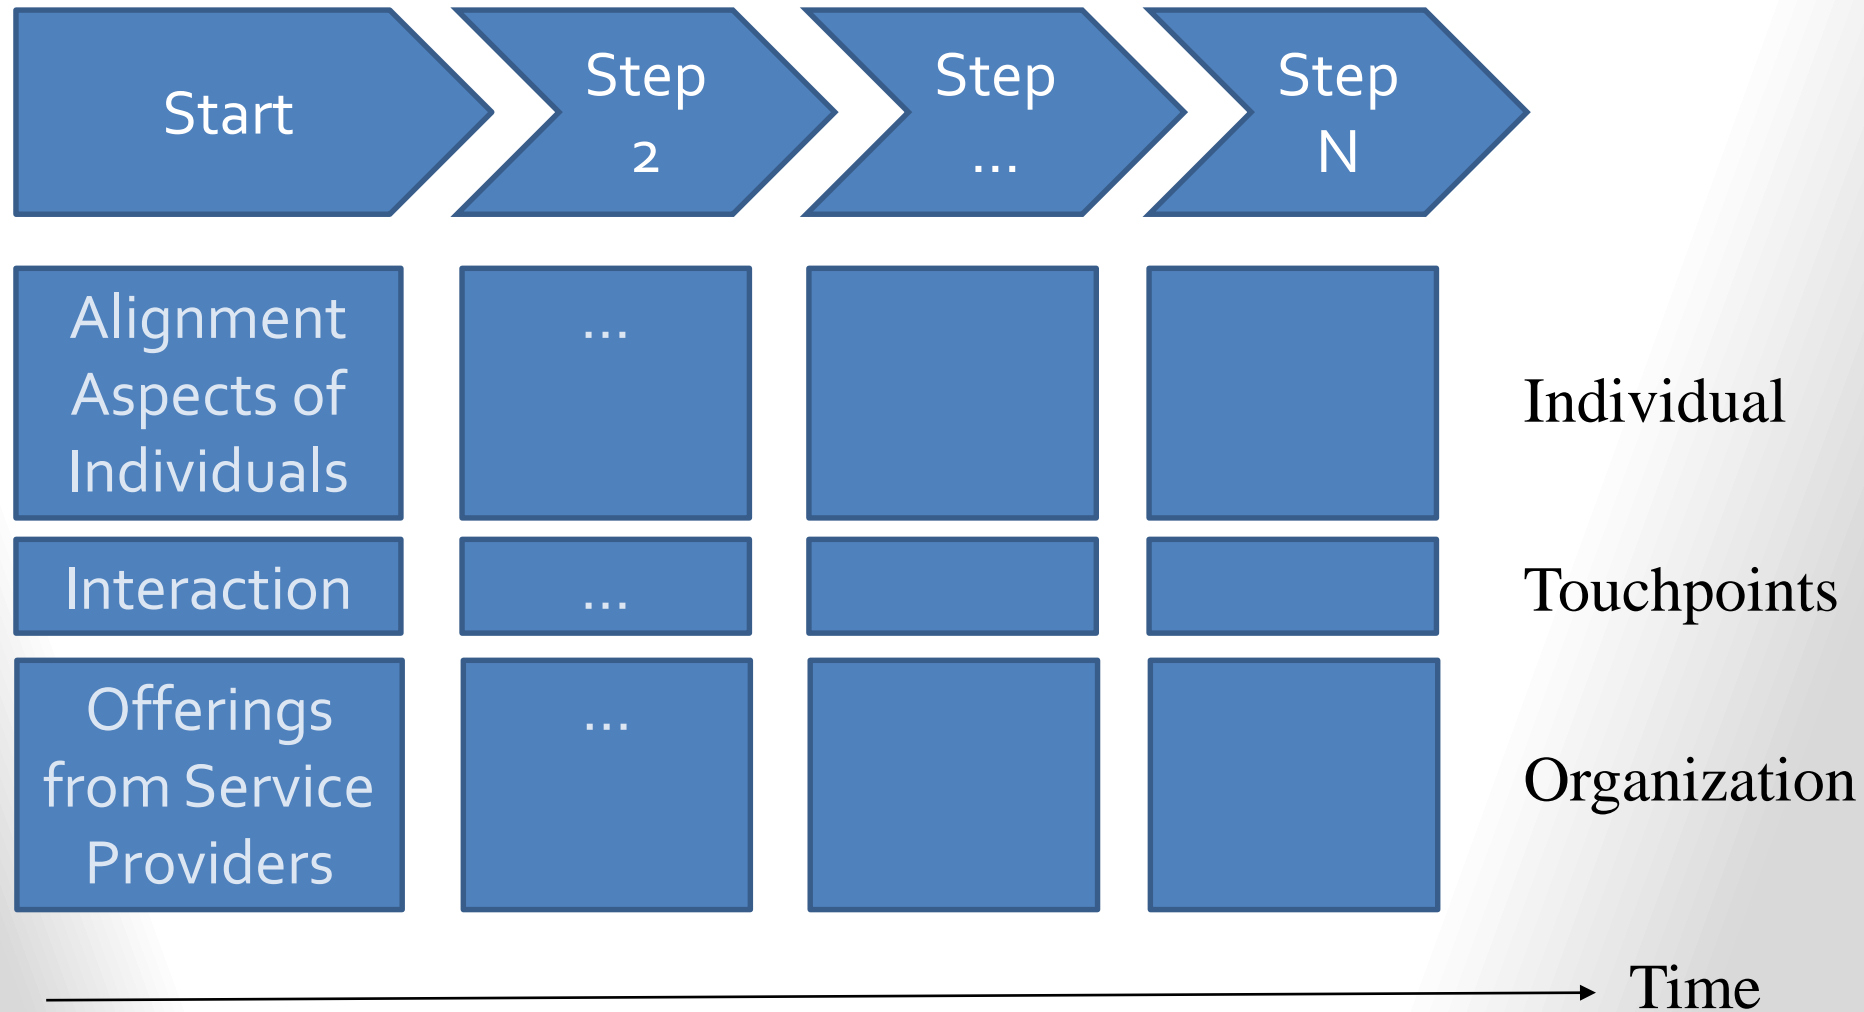 Start
Step
2
Step
...
Step
N
Alignment
Aspects of
Individuals
...
Individual
Interaction
...
Touchpoints
Offerings
from Service
Providers
...
Organization
Time